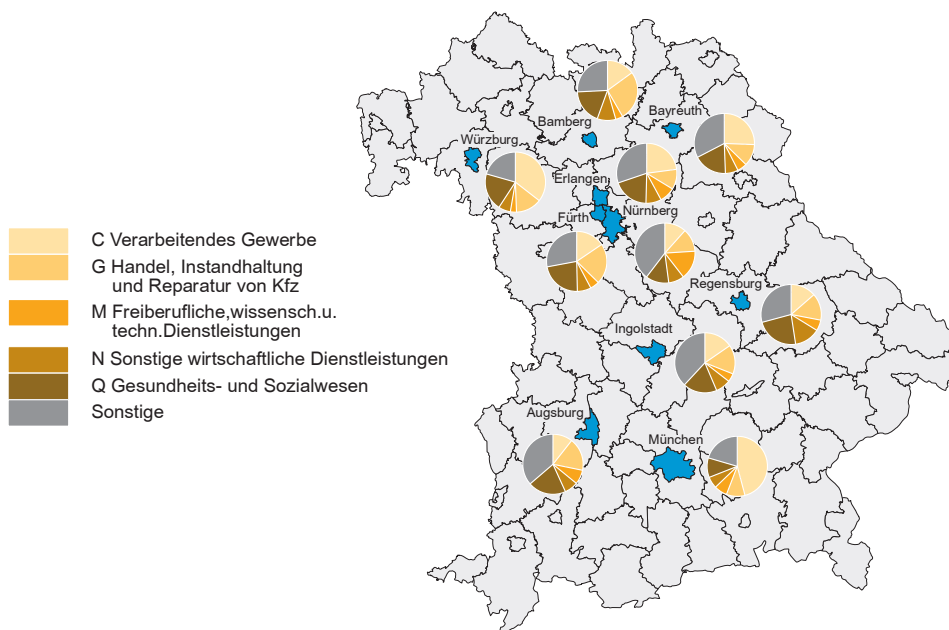 Bamberg
Bayreuth
Würzburg
Erlangen
Fürth
Nürnberg
Regensburg
Ingolstadt
Augsburg
München
C Verarbeitendes Gewerbe
G Handel, Instandhaltung
und Reparatur von Kfz
M Freiberufliche,wissensch.u.
techn.Dienstleistungen
N Sonstige wirtschaftliche Dienstleistungen
Q Gesundheits- und Sozialwesen
Sonstige